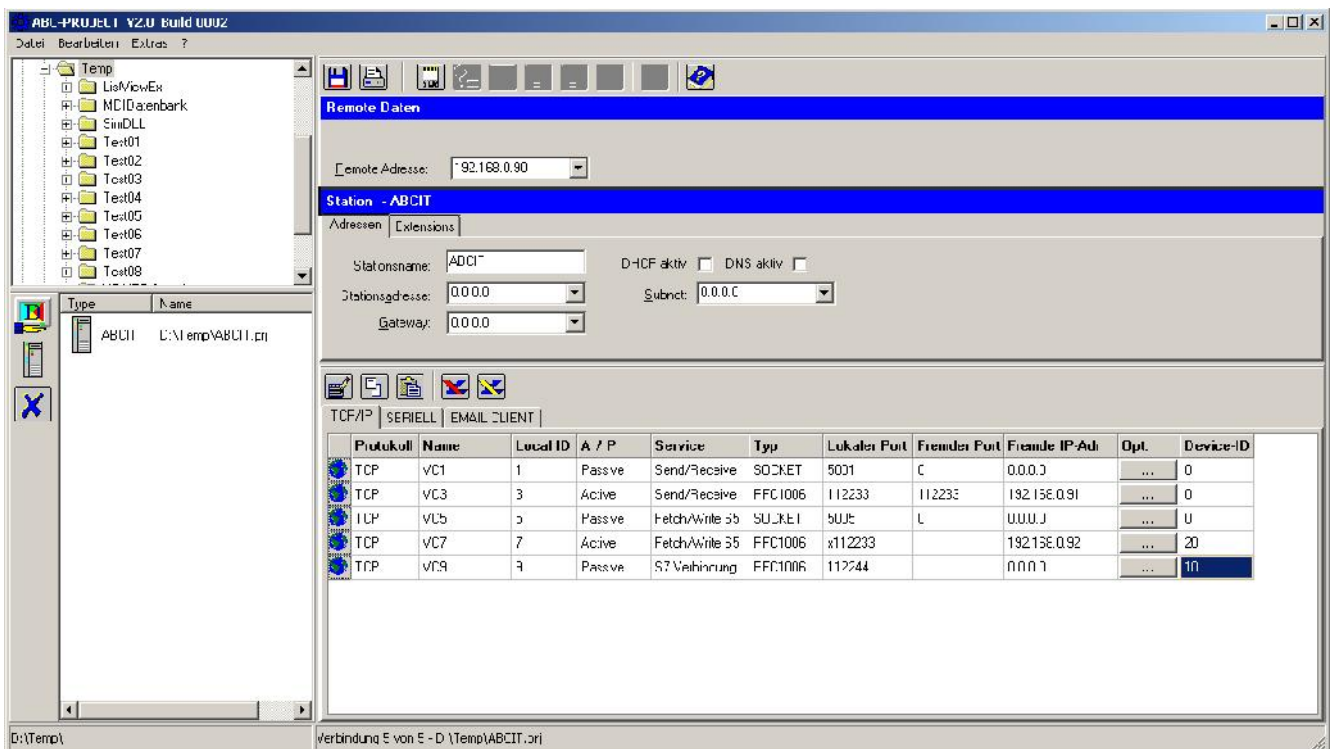 ABC-PROJECT V2.0 Build 0002
Datei Bearbeiten Extras ?
Temp
ListViewEx
MDIDatenbank
SimDLL
Test01
Test02
Test03
Test04
Test05
Test06
Test07
Test08
Type Name
ABCIT D:\Temp\ABCIT.prj
Remote Daten
Remote Adresse: 192.168.0.90
Station - ABCIT
Adressen Extensions
Stationsname: ABCIT DHCP aktiv DNS aktiv
Stationsadresse: 0.0.0.0 Subnet: 0.0.0.0
Gateway: 0.0.0.0
TCP/IP SERIELL EMAIL CLIENT
Protokoll Name Local ID A / P Service Typ Lokaler Port Fremder Port Fremde IP-Adr Opt. Device-ID
TCP VC1 1 Passive Send/Receive SOCKET 5001 0 0.0.0.0 ... 0
TCP VC3 3 Active Send/Receive RFC1006 112233 112233 192.168.0.91 ... 0
TCP VC5 5 Passive Fetch/Write S5 SOCKET 5005 0 0.0.0.0 ... 0
TCP VC7 7 Active Fetch/Write S5 RFC1006 x112233 192.168.0.92 ... 20
TCP VC9 9 Passive S7 Verbindung RFC1006 112244 0.0.0.0 ... 10
D:\Temp\ Verbindung 5 von 5 - D:\Temp\ABCIT.prj